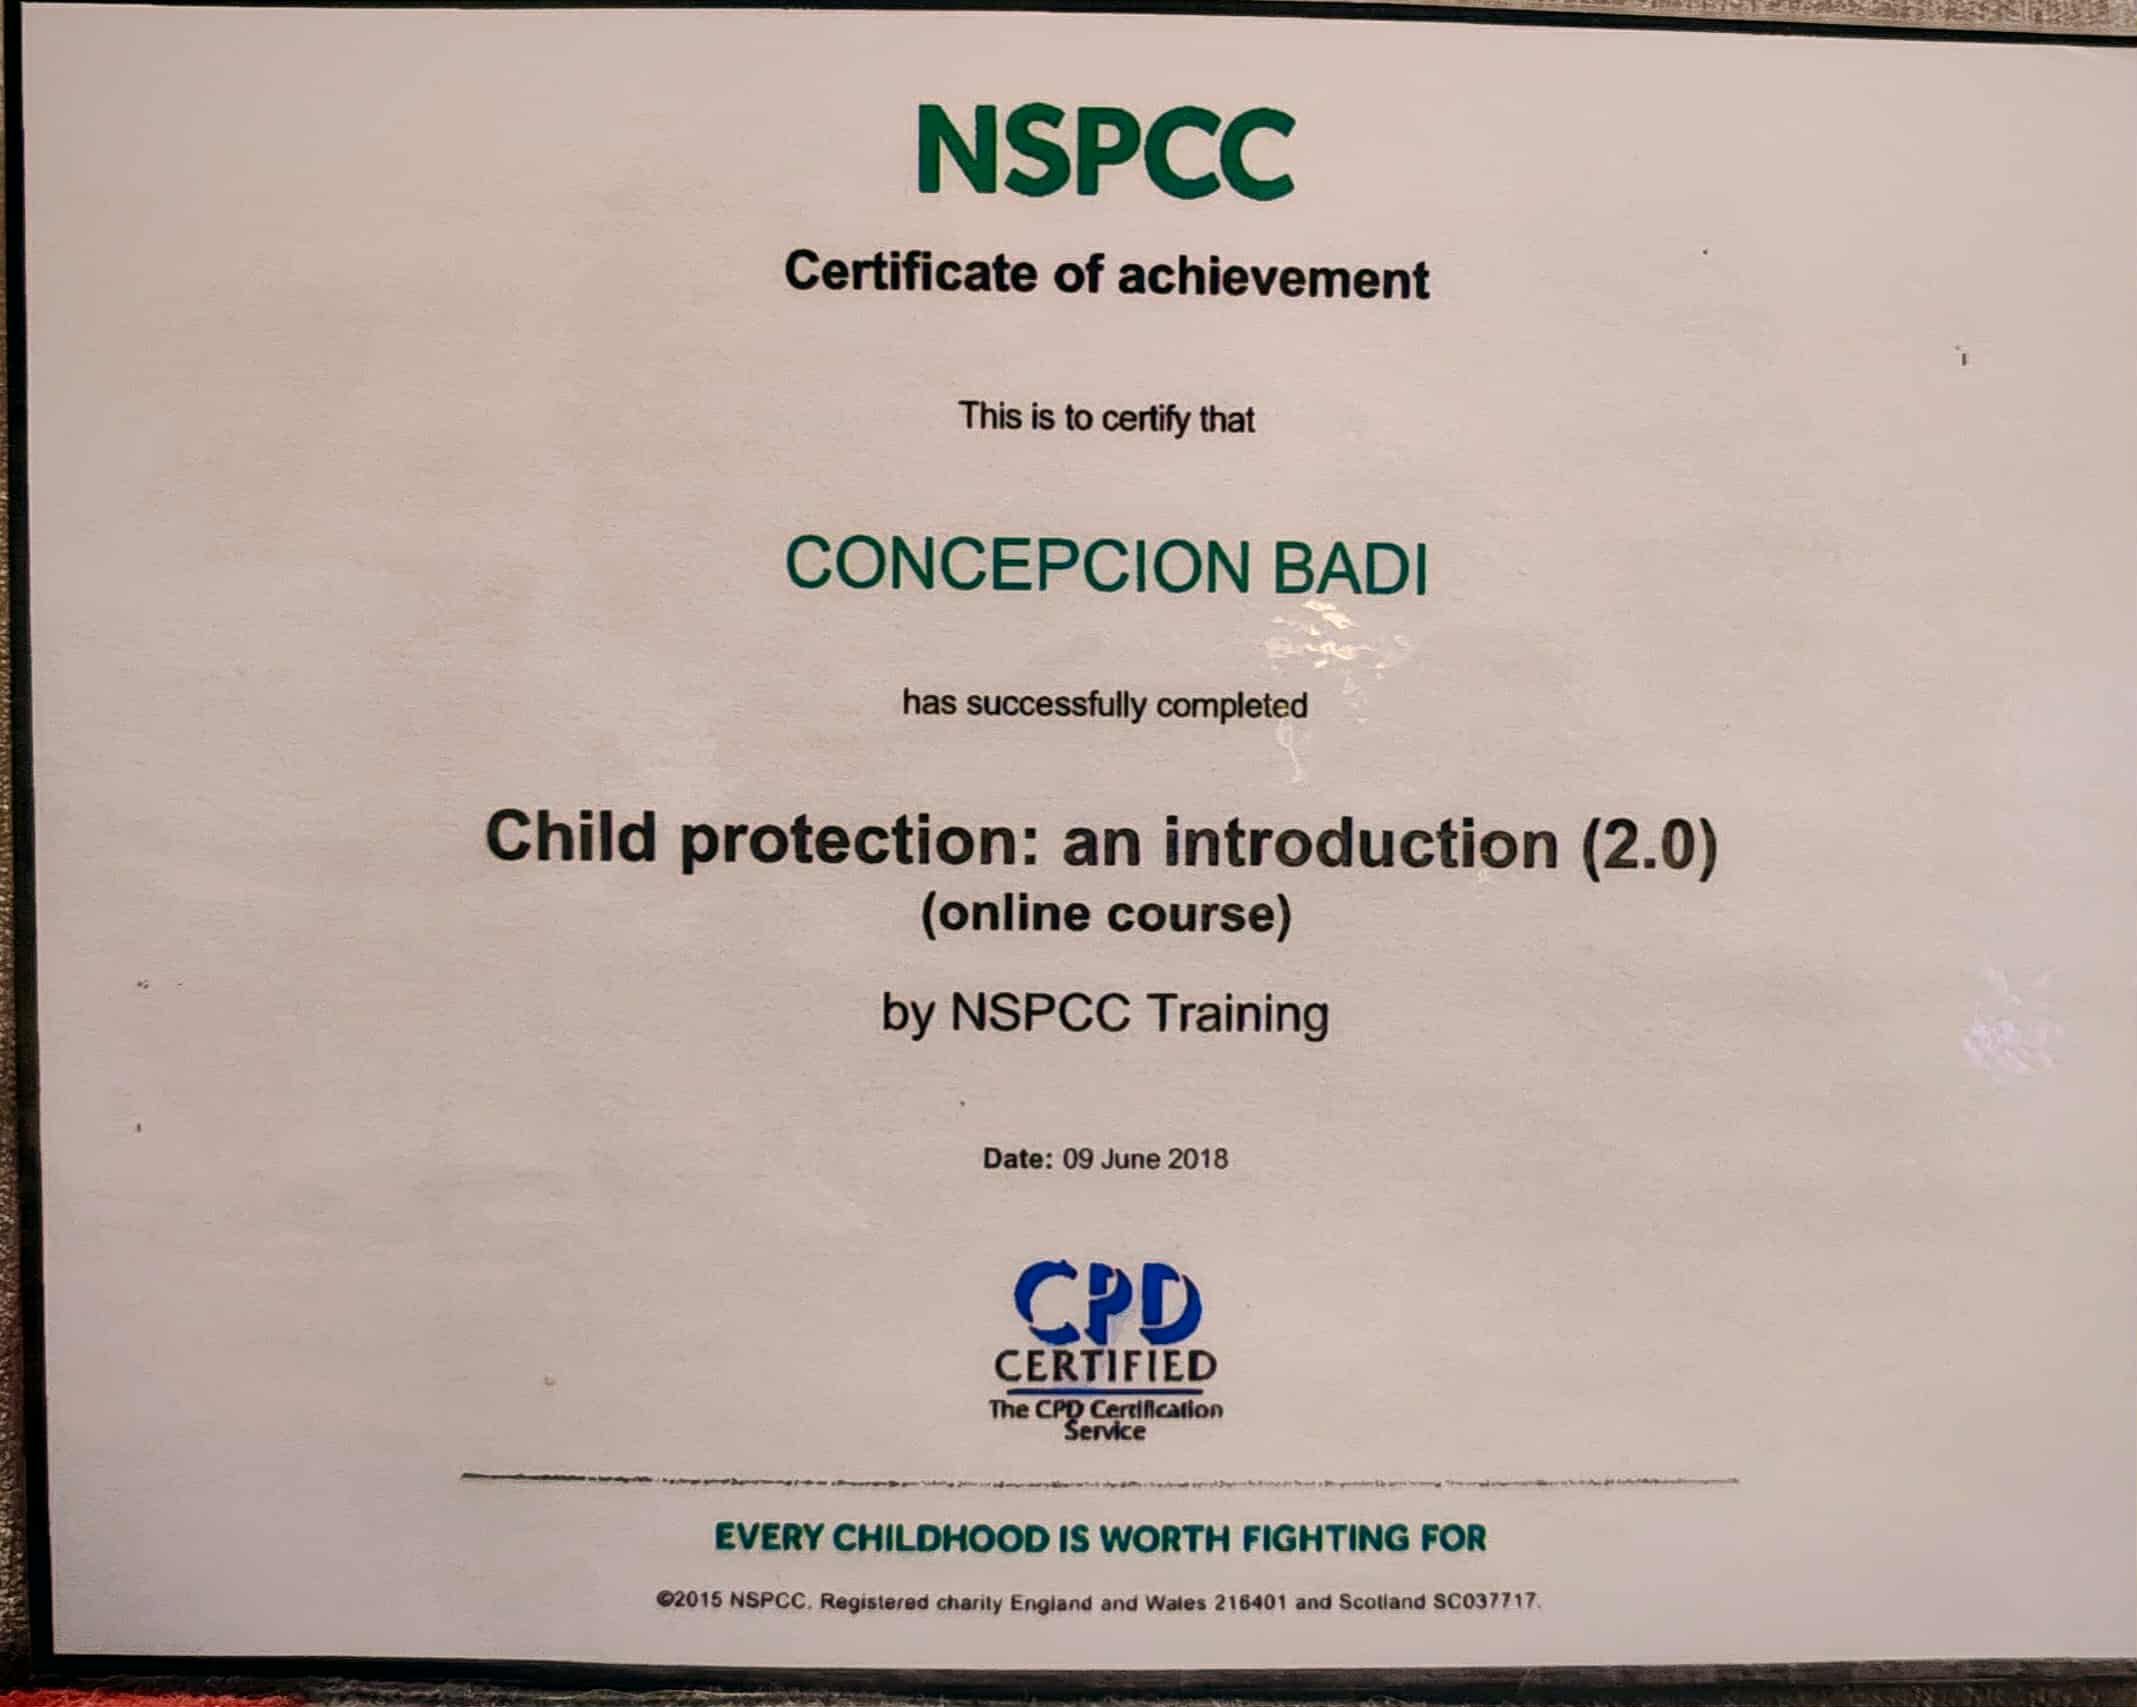 NSPCC
Certificate of achievement
This is to certify that
CONCEPCION BADI
has successfully completed
Child protection: an introduction (2.0)
(online course)
by NSPCC Training
Date: 09 June 2018
CPD
CERTIFIED
The CPD Certification
Service
EVERY CHILDHOOD IS WORTH FIGHTING FOR
©2015 NSPCC. Registered charity England and Wales 216401 and Scotland SC037717.